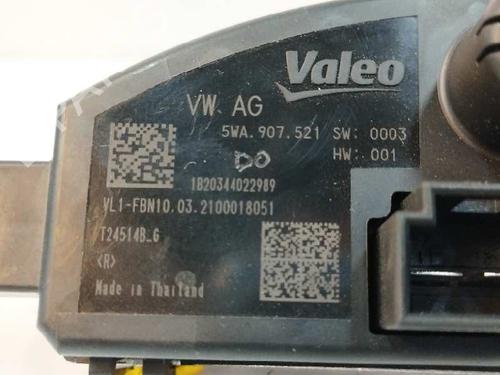 Valeo
VW AG
5WA.907.521 SW: 0003
DO HW: 001
1B20344022989
VL1-FBN10.03.2100018051
T24514B_G
<R>
Made in Thailand